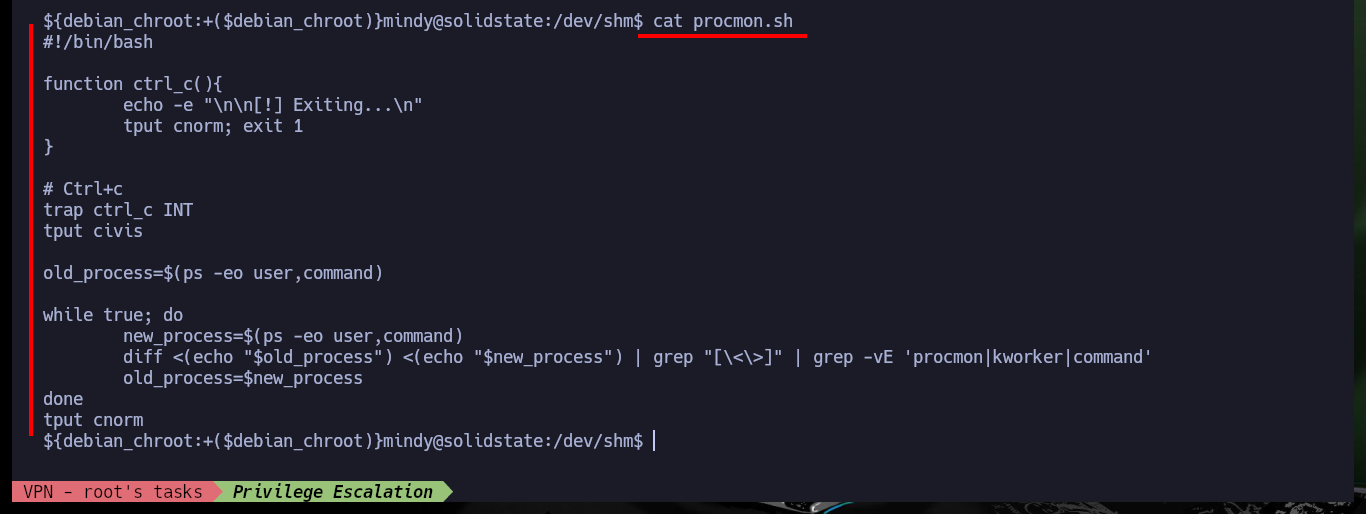 ${debian_chroot:+($debian_chroot)}mindy@solidstate:/dev/shm$ cat procmon.sh
#!/bin/bash
function ctrl_c(){
        echo -e "\n\n[!] Exiting...\n"
        tput cnorm; exit 1
}
# Ctrl+c
trap ctrl_c INT
tput civis
old_process=$(ps -eo user,command)
while true; do
        new_process=$(ps -eo user,command)
        diff <(echo "$old_process") <(echo "$new_process") | grep "[\<\>]" | grep -vE 'procmon|kworker|command'
        old_process=$new_process
done
tput cnorm
${debian_chroot:+($debian_chroot)}mindy@solidstate:/dev/shm$
VPN - root's tasks Privilege Escalation